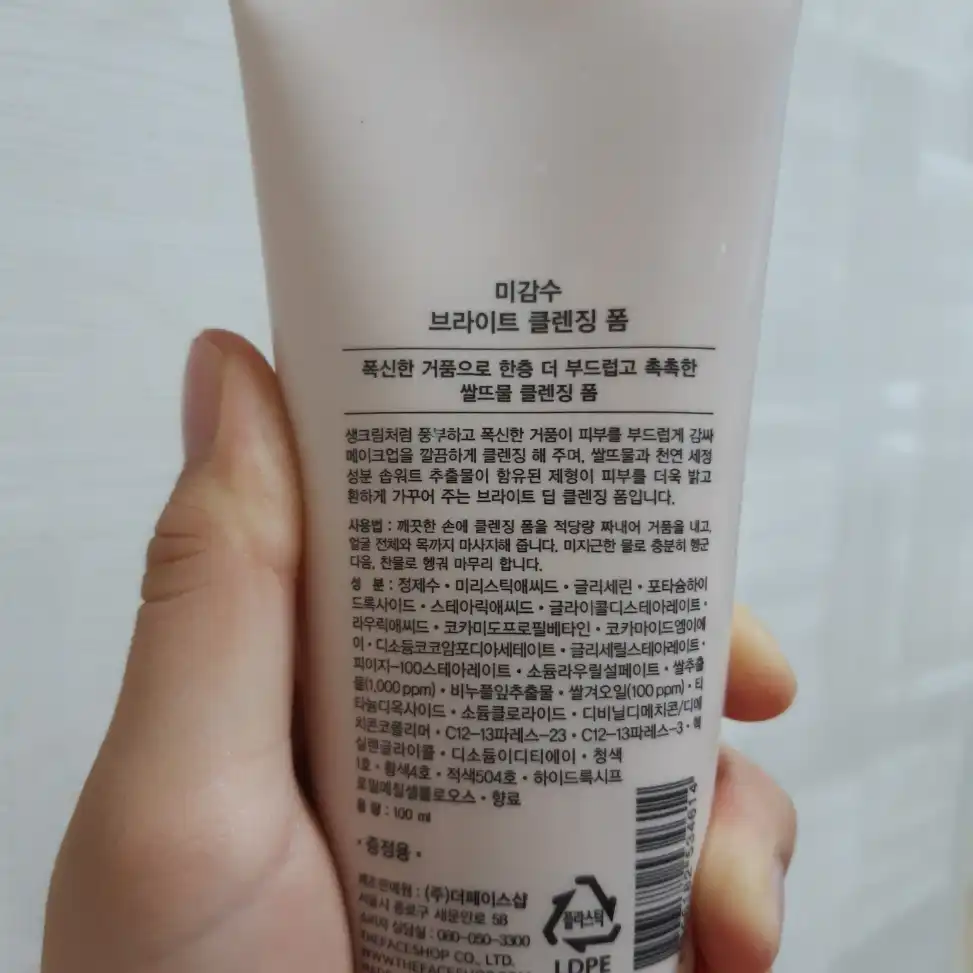 미감수
브라이트 클렌징 폼
폭신한 거품으로 한층 더 부드럽고 촉촉한
쌀뜨물 클렌징 폼
생크림처럼 풍부하고 폭신한 거품이 피부를 부드럽게 감싸
메이크업을 깔끔하게 클렌징 해 주며, 쌀뜨물과 천연 세정
성분 솝워트 추출물이 함유된 제형이 피부를 더욱 밝고
환하게 가꾸어 주는 브라이트 딥 클렌징 폼입니다.
사용법 : 깨끗한 손에 클렌징 폼을 적당량 짜내어 거품을 내고,
얼굴 전체와 목까지 마사지해 줍니다. 미지근한 물로 충분히 헹군
다음, 찬물로 헹궈 마무리 합니다.
성 분 : 정제수 • 미리스틱애씨드 • 글리세린 • 포타슘하이
드록사이드 • 스테아릭애씨드 • 글라이콜디스테아레이트 •
라우릭애씨드 • 코카미도프로필베타인 • 코카마이드엠이에
이 • 디소듐코코암포디아세테이트 • 글리세릴스테아레이트 •
피이지-100스테아레이트 • 소듐라우릴설페이트 • 쌀추출
물(1,000 ppm) • 비누풀잎추출물 • 쌀겨오일(100 ppm) • 티
타늄디옥사이드 • 소듐클로라이드 • 디비닐디메치콘/디메
치콘코폴리머 • C12-13파레스-23 • C12-13파레스-3 • 헥
실렌글라이콜 • 디소듐이디티에이 • 청색
1호 • 황색4호 • 적색504호 • 하이드록시프
로필메칠셀룰로오스 • 향료
용 량 : 100 ml
• 증정용 •
제조판매원 : (주)더페이스샵
서울시 종로구 새문안로 58
소비자 상담실 : 080-050-3300
THEFACESHOP CO., LTD.
플라스틱
LDPE